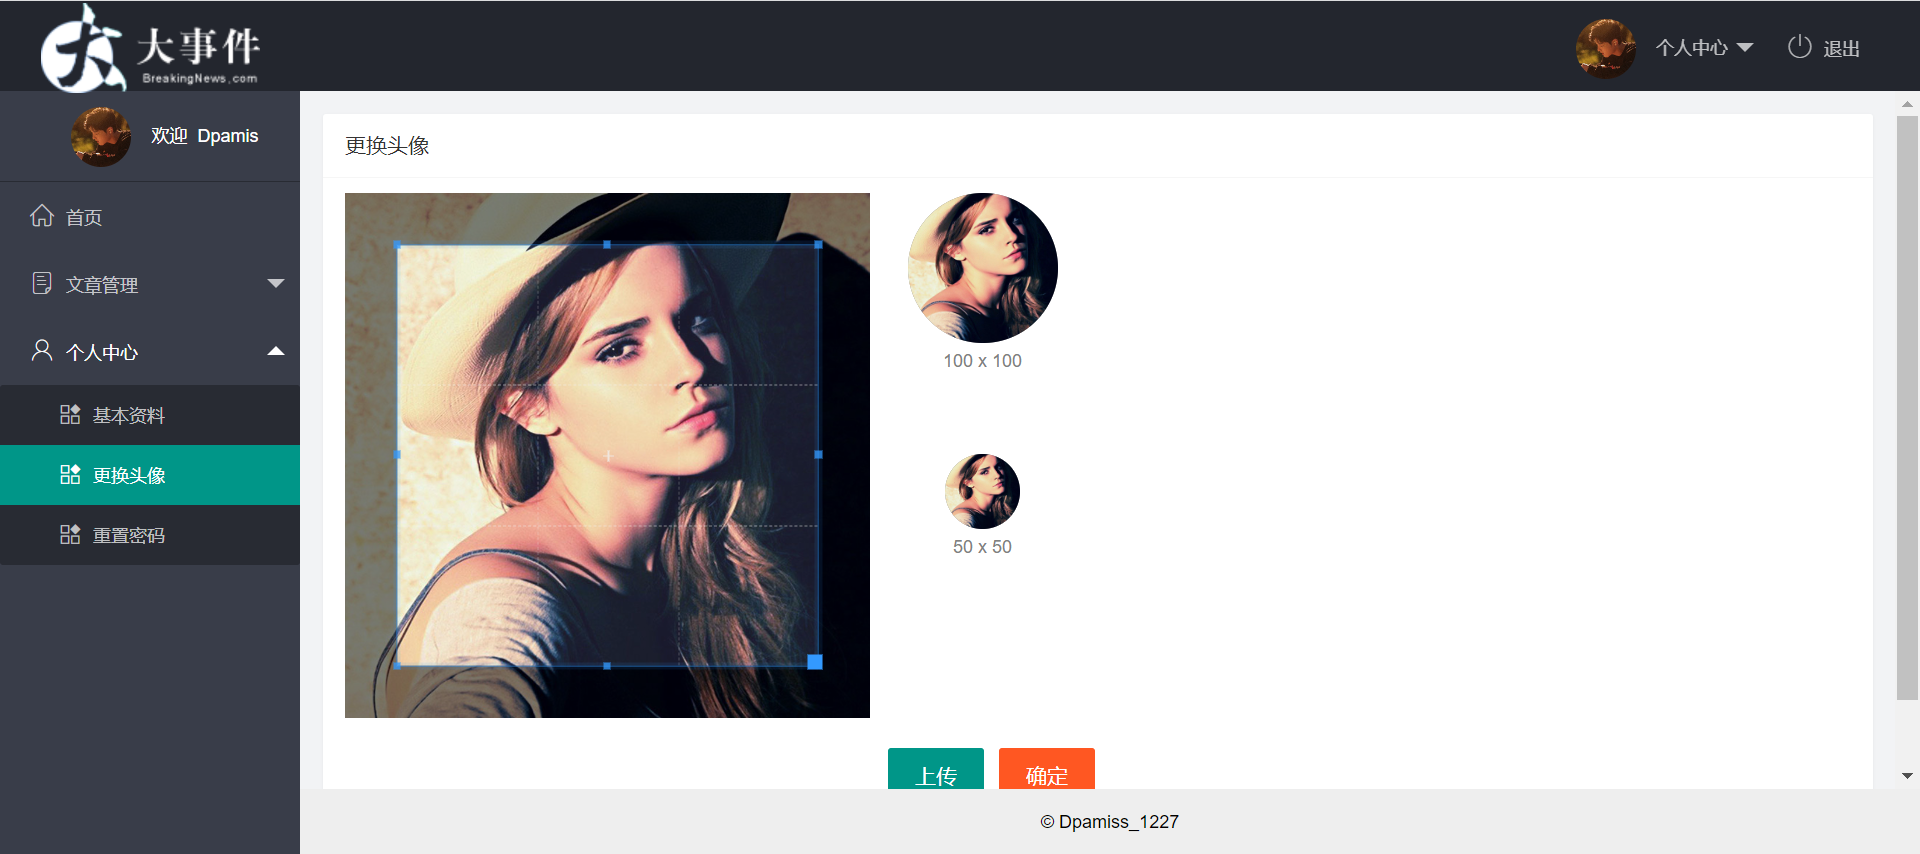 大事件
BreakingNews.com
个人中心
退出
欢迎 Dpamis
首页
文章管理
个人中心
基本资料
更换头像
重置密码
更换头像
100 x 100
50 x 50
上传
确定
© Dpamiss_1227